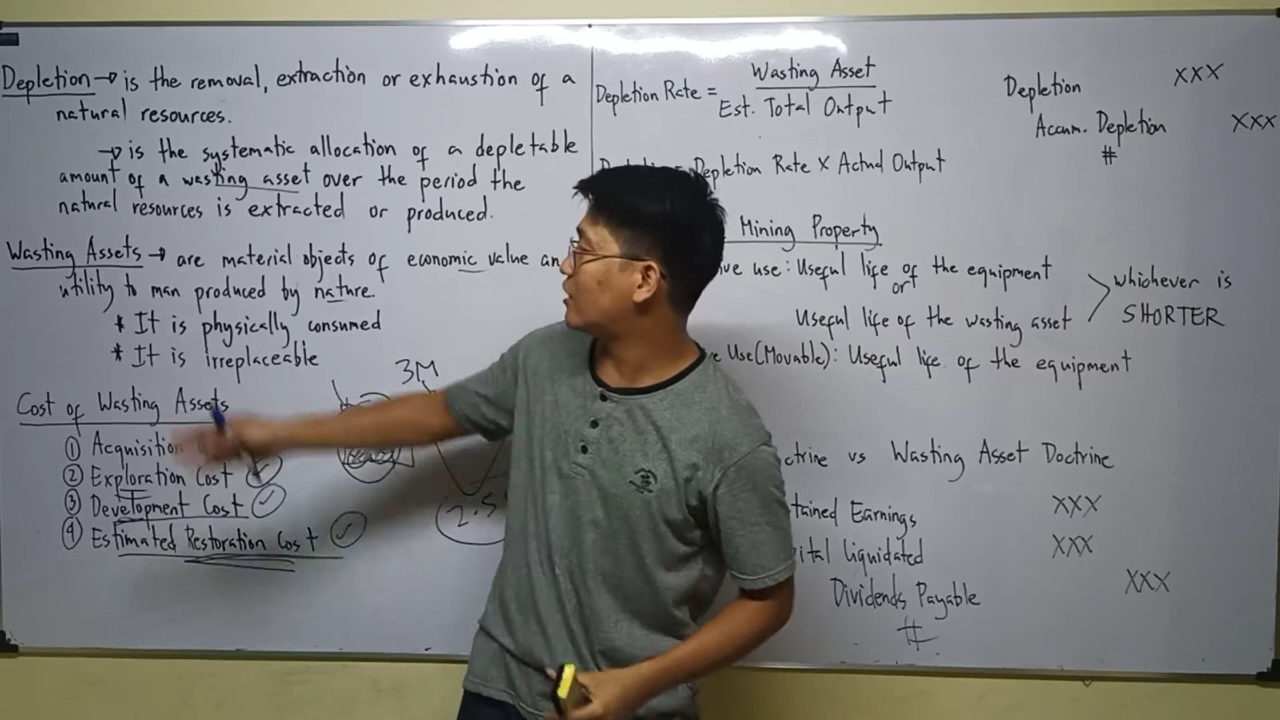 Depletion → is the removal, extraction or exhaustion of a
natural resources.
→ is the systematic allocation of a depletable
amount of a wasting asset over the period the
natural resources is extracted or produced.
Wasting Assets → are material objects of economic value an
utility to man produced by nature.
* It is physically consumed
* It is irreplaceable
Cost of Wasting Assets
① Acquisition
② Exploration Cost ✓
③ Development Cost ✓
④ Estimated Restoration Cost ✓
3M
2.5
Depletion Rate = Wasting Asset
Est. Total Output
Depletion Rate X Actual Output
Depletion XXX
Accum. Depletion XXX
#
Mining Property
use: Useful life of the equipment
or
Useful life of the wasting asset
whichever is
SHORTER
Use (Movable): Useful life of the equipment
ctrine vs Wasting Asset Doctrine
tained Earnings XXX
ital Liquidated XXX
Dividends Payable XXX
#